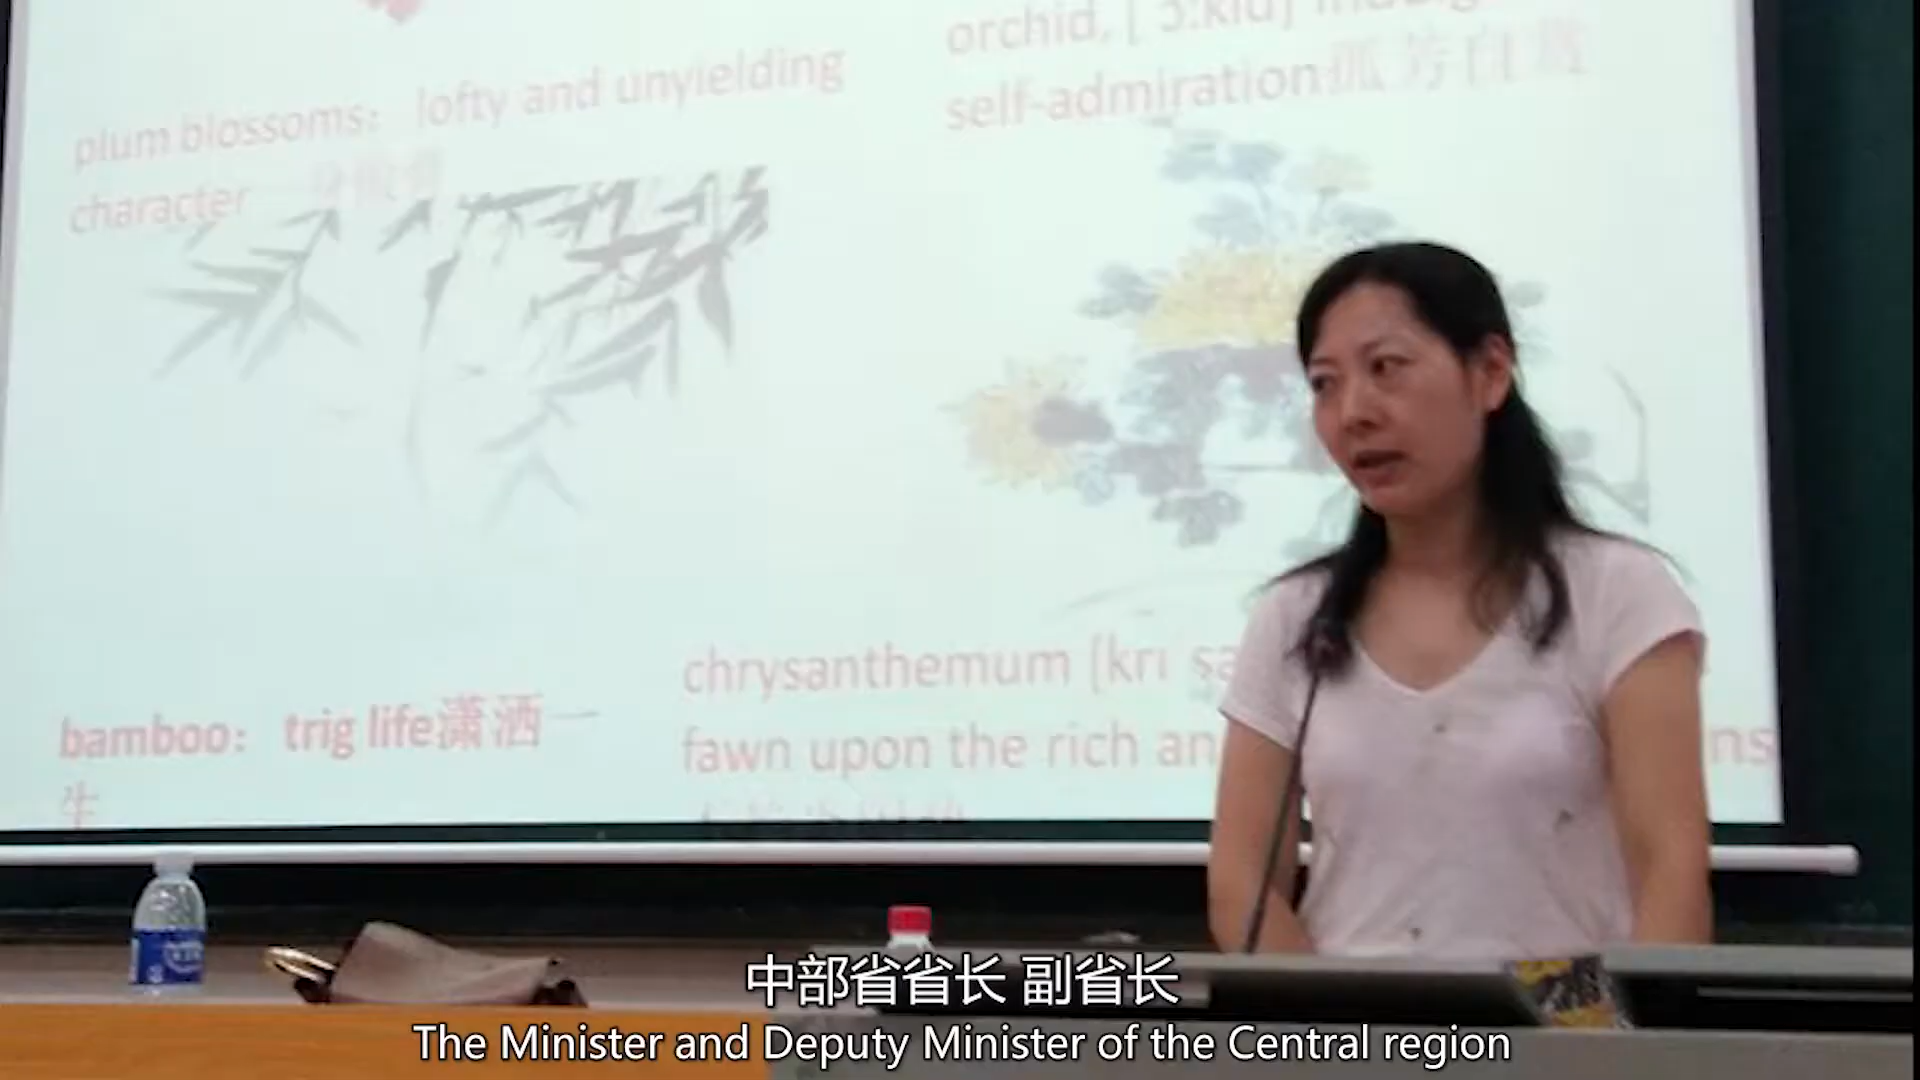 orchid,
plum blossoms： lofty and unyielding
self-admiration孤芳自赏
character
chrysanthemum [krɪ
bamboo： trig life潇洒一
生
fawn upon the rich
中部省省长 副省长
The Minister and Deputy Minister of the Central region